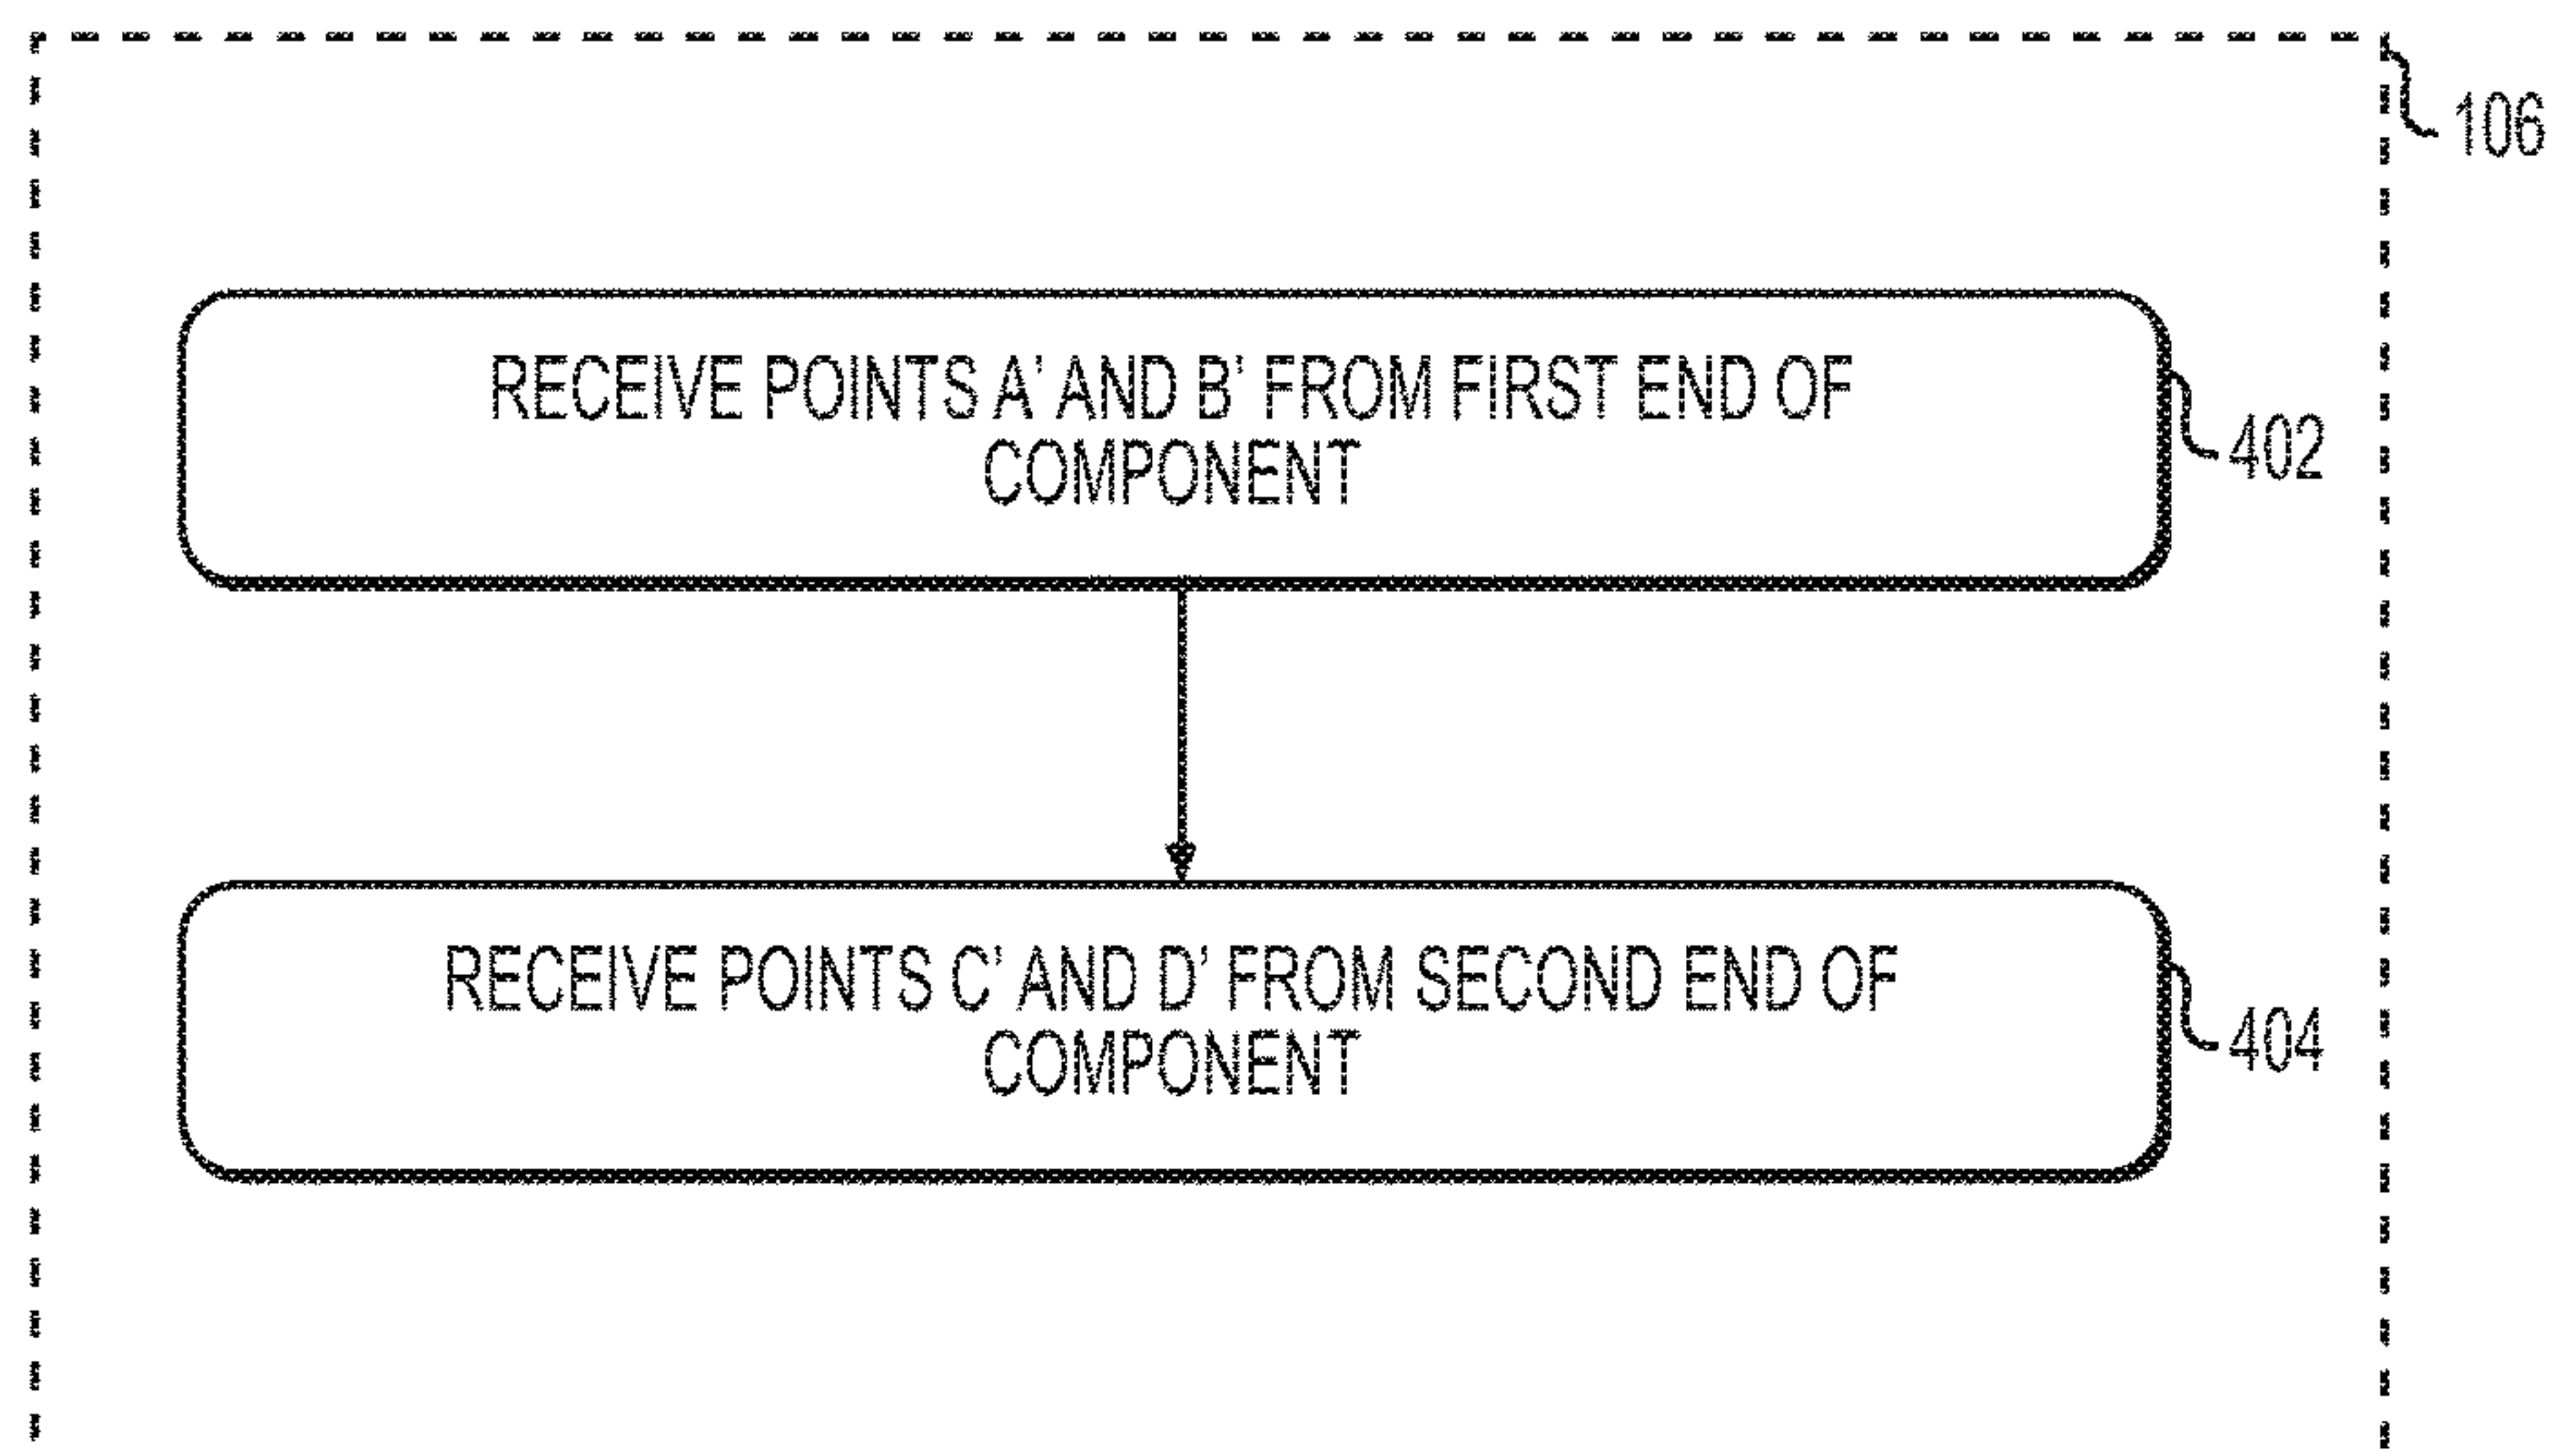 106
RECEIVE POINTS A' AND B' FROM FIRST END OF
COMPONENT
402
RECEIVE POINTS C' AND D' FROM SECOND END OF
COMPONENT
404